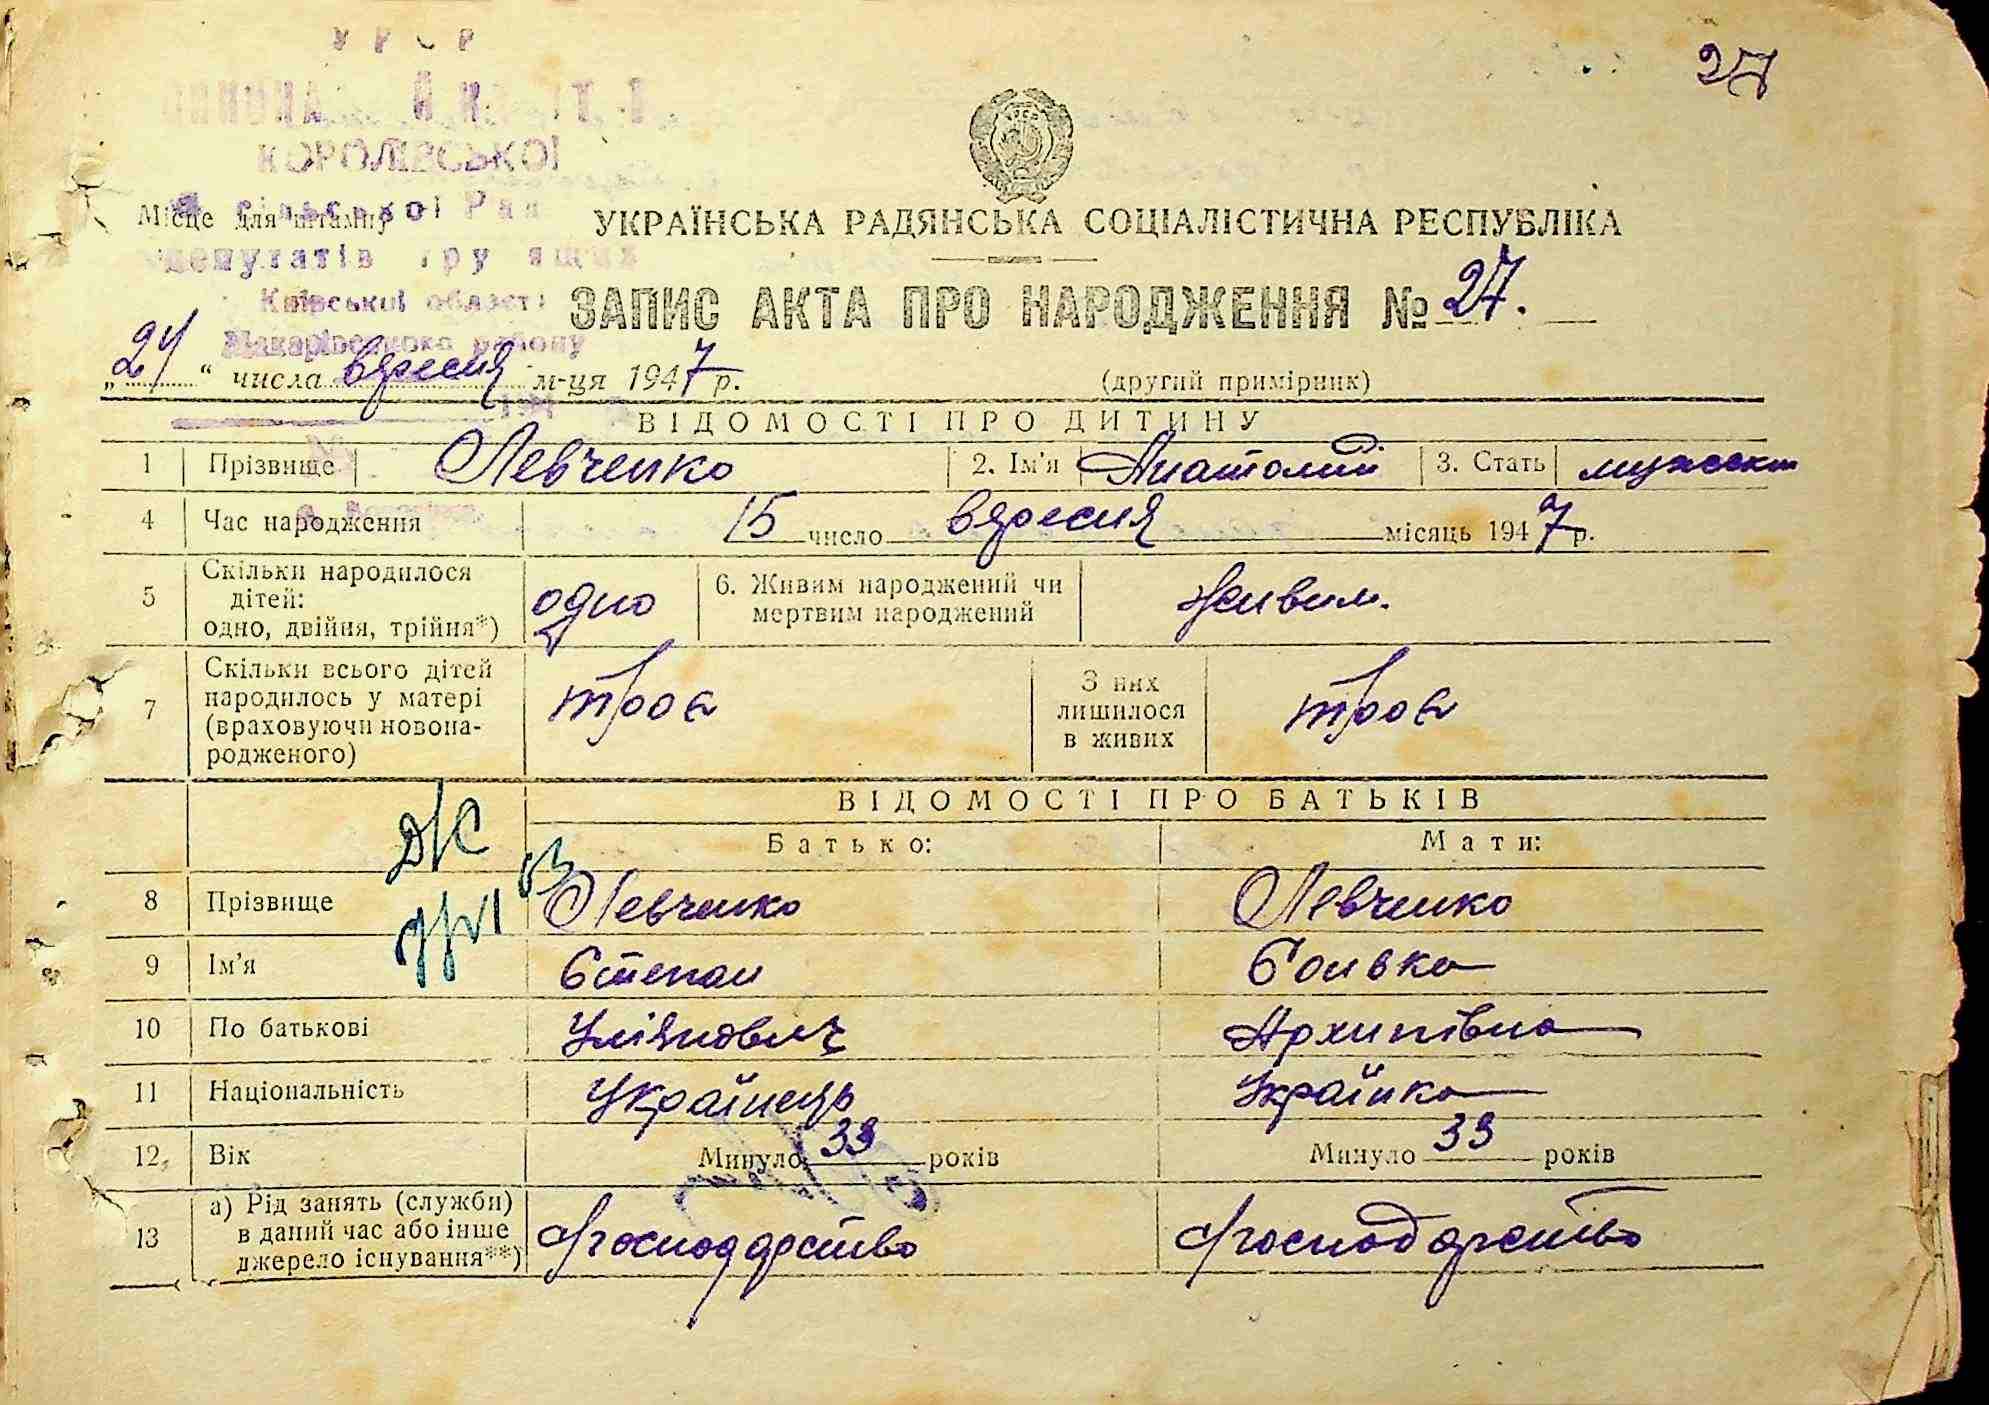 27
КОРОЛІВСЬКОЇ
сільської Ради
депутатів трудящих
Київської області
Макарівського району
Місце для штампу
УКРАЇНСЬКА РАДЯНСЬКА СОЦІАЛІСТИЧНА РЕСПУБЛІКА
ЗАПИС АКТА ПРО НАРОДЖЕННЯ № 27.
„24“ числа вересня м-ця 1947 р.
(другий примірник)
ВІДОМОСТІ ПРО ДИТИНУ
1 Прізвище Левченко 2. Ім'я Анатолій 3. Стать
4 Час народження 15 число вересня місяць 1947 р.
5 Скільки народилося дітей: одно, двійня, трійня*) одно 6. Живим народжений чи мертвим народжений живим.
7 Скільки всього дітей народилось у матері (враховуючи новонародженого) троє З них лишилося в живих троє
ВІДОМОСТІ ПРО БАТЬКІВ
Батько: Мати:
8 Прізвище Левченко Левченко
9 Ім'я Степан
10 По батькові Улянович Архипівна
11 Національність Українець Українка
12 Вік Минуло 33 років Минуло 33 років
13 а) Рід занять (служби) в даний час або інше джерело існування**) господарство господарство